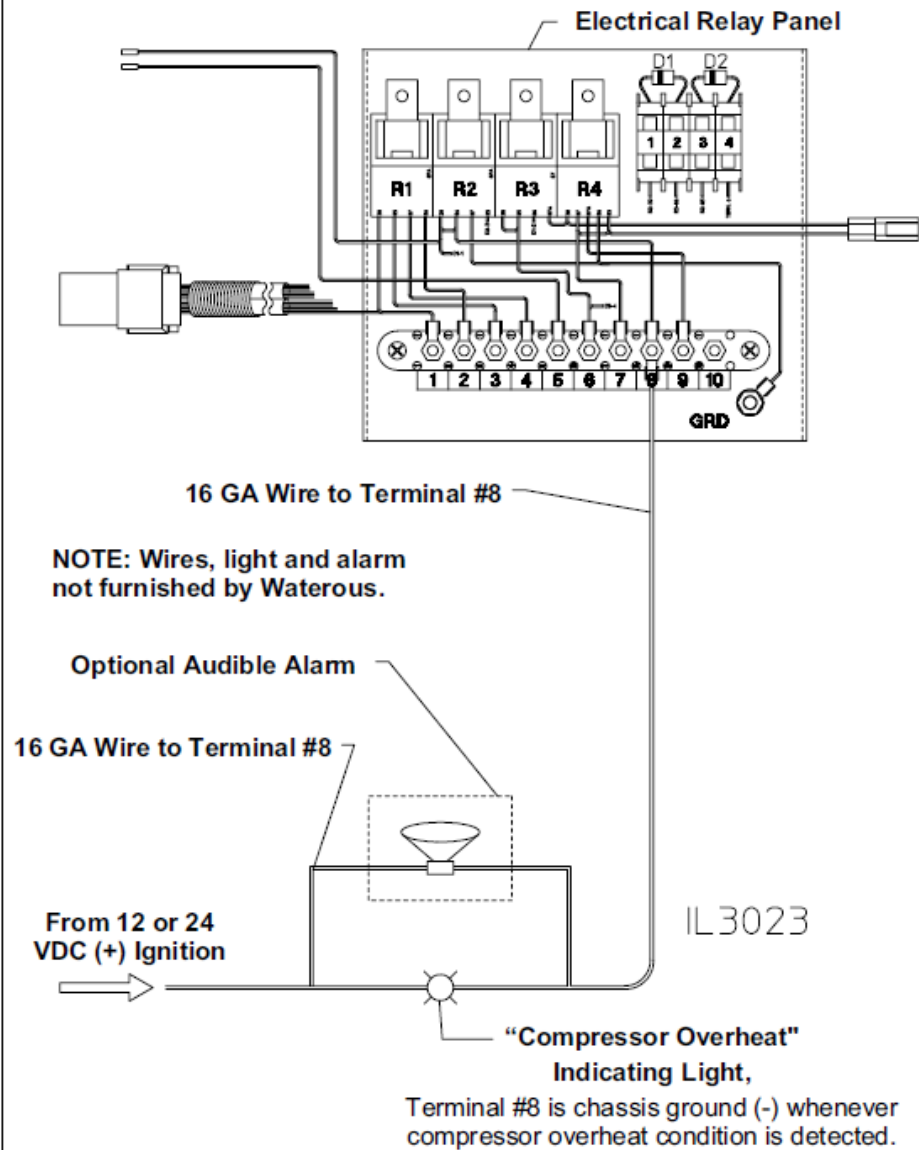 Electrical Relay Panel
D1 D2
1 2 3 4
R1 R2 R3 R4
1 2 3 4 5 6 7 8 9 10
GRD
16 GA Wire to Terminal #8
NOTE: Wires, light and alarm
not furnished by Waterous.
Optional Audible Alarm
16 GA Wire to Terminal #8
From 12 or 24
VDC (+) Ignition
IL3023
“Compressor Overheat"
Indicating Light,
Terminal #8 is chassis ground (-) whenever
compressor overheat condition is detected.